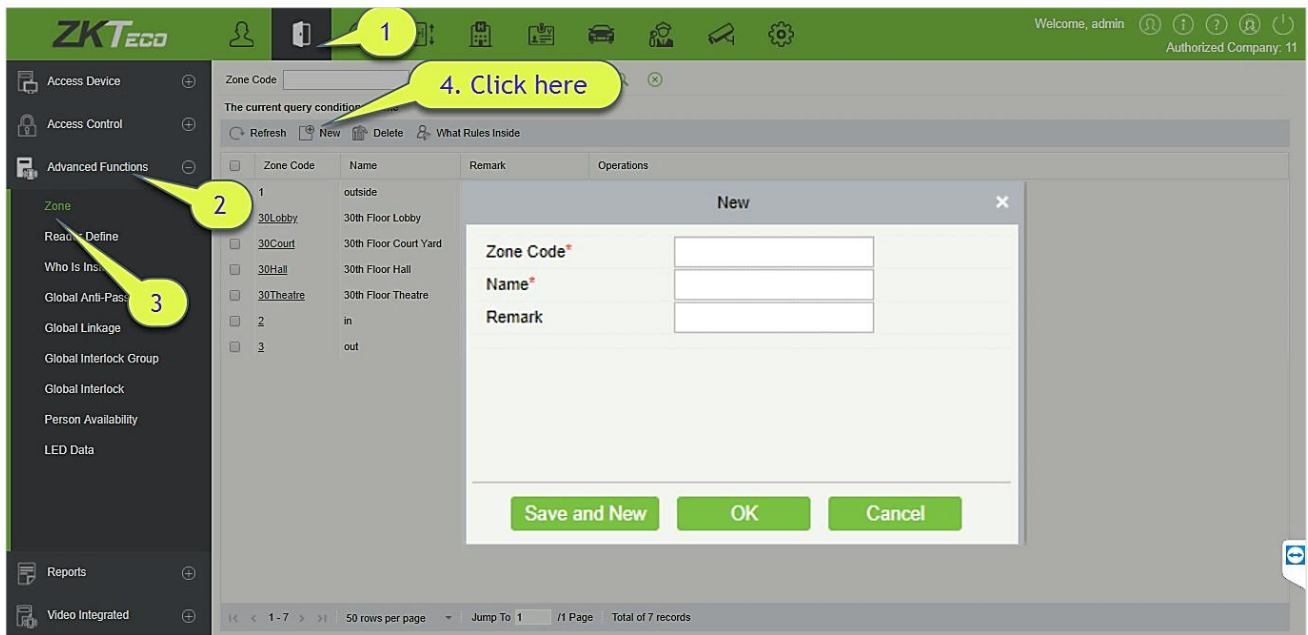 ZKTECO
1
Welcome, admin
Authorized Company: 11
Access Device
Access Control
Advanced Functions
2
Zone
Reader Define
Who Is
3
Global Anti-Pass
Global Linkage
Global Interlock Group
Global Interlock
Person Availability
LED Data
Reports
Video Integrated
Zone Code
4. Click here
The current query condition
Refresh New Delete What Rules Inside
Zone Code Name Remark Operations
1 outside
30Lobby 30th Floor Lobby
30Court 30th Floor Court Yard
30Hall 30th Floor Hall
30Theatre 30th Floor Theatre
2 in
3 out
New
Zone Code*
Name*
Remark
Save and New OK Cancel
1 - 7 50 rows per page Jump To 1 /1 Page Total of 7 records